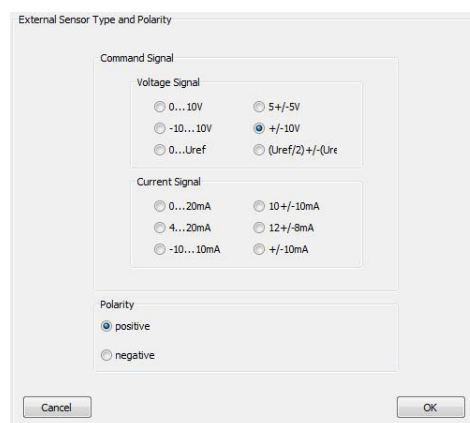 External Sensor Type and Polarity
Command Signal
Voltage Signal
0...10V 5+/-5V
-10...10V +/-10V
0...Uref (Uref/2)+/-(Ure
Current Signal
0...20mA 10+/-10mA
4...20mA 12+/-8mA
-10...10mA +/-10mA
Polarity
positive
negative
Cancel OK